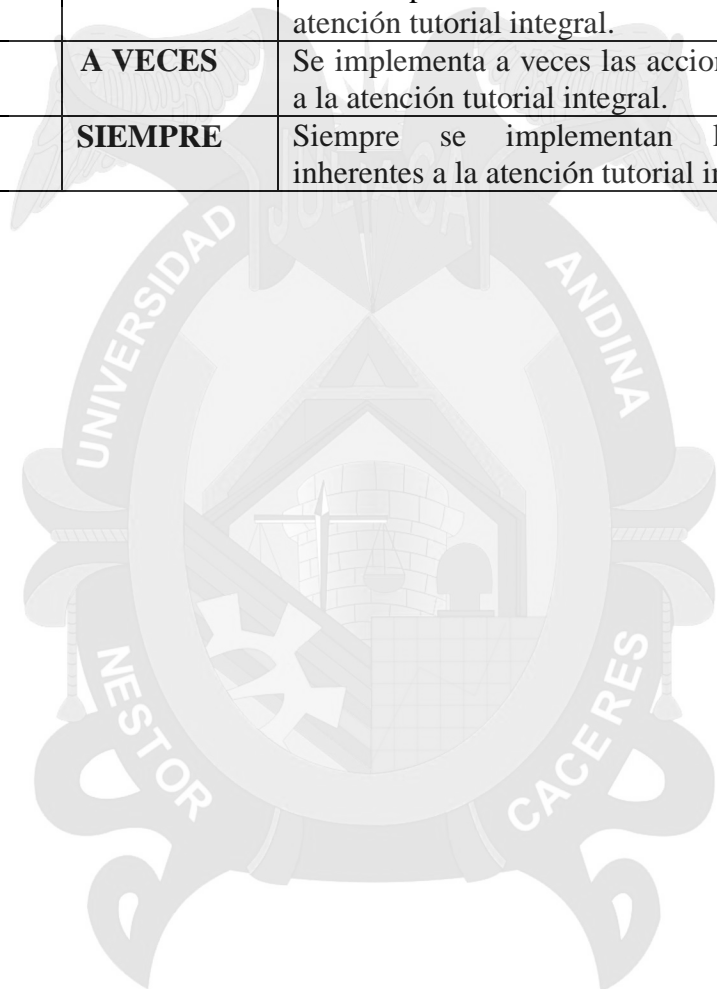 atención tutorial integral.
A VECES
Se implementa a veces las
a la atención tutorial integral.
SIEMPRE
Siempre se implementan
inherentes a la atención tutorial
JULIACA
UNIVERSIDAD
ANDINA
NESTOR
CACERES